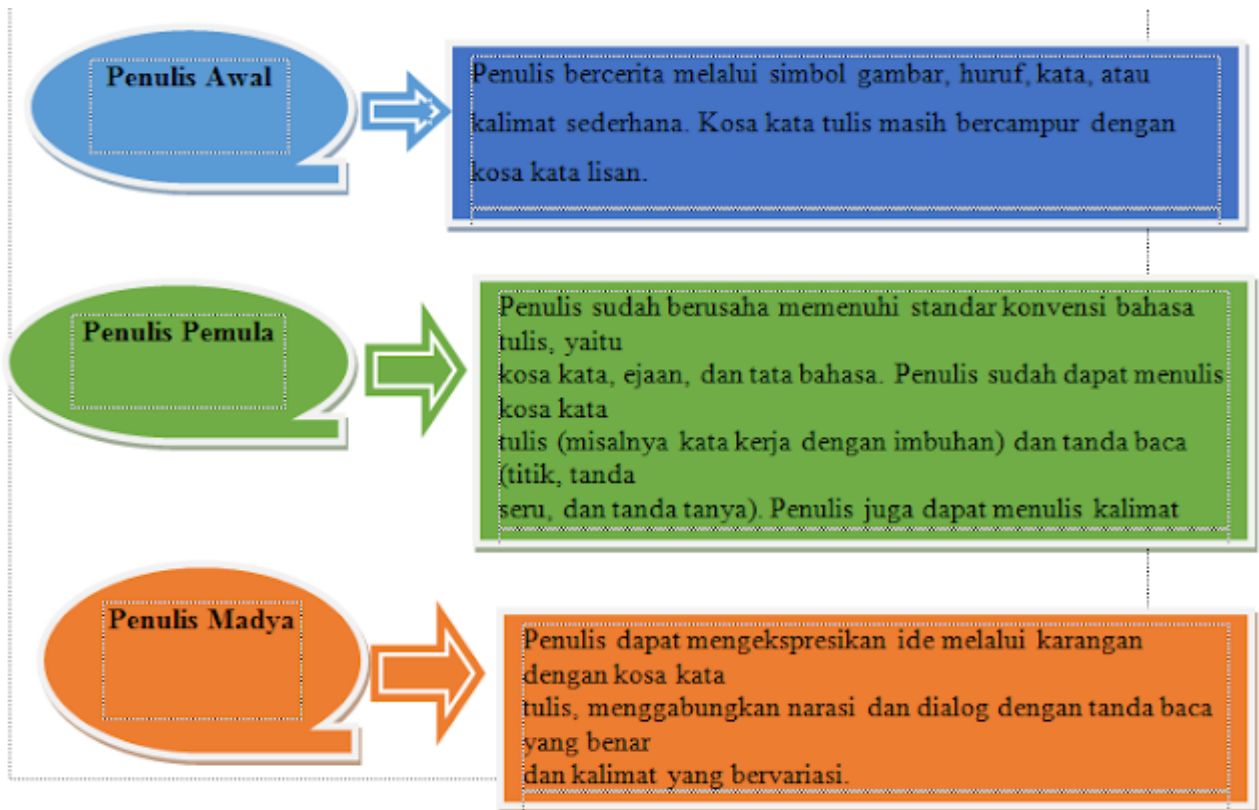 Penulis Awal
Penulis bercerita melalui simbol gambar, huruf, kata, atau
kalimat sederhana. Kosa kata tulis masih bercampur dengan
kosa kata lisan.
Penulis Pemula
Penulis sudah berusaha memenuhi standar konvensi bahasa
tulis, yaitu
kosa kata, ejaan, dan tata bahasa. Penulis sudah dapat menulis
kosa kata
tulis (misalnya kata kerja dengan imbuhan) dan tanda baca
(titik, tanda
seru, dan tanda tanya). Penulis juga dapat menulis kalimat
Penulis Madya
Penulis dapat mengekspresikan ide melalui karangan
dengan kosa kata
tulis, menggabungkan narasi dan dialog dengan tanda baca
yang benar
dan kalimat yang bervariasi.